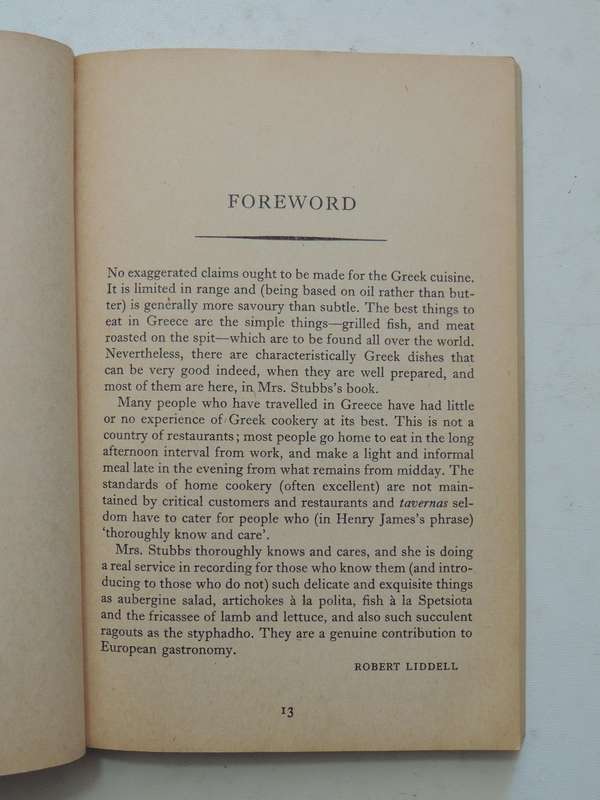 FOREWORD
No exaggerated claims ought to be made for the Greek cuisine.
It is limited in range and (being based on oil rather than but-
ter) is generally more savoury than subtle. The best things to
eat in Greece are the simple things—grilled fish, and meat
roasted on the spit—which are to be found all over the world.
Nevertheless, there are characteristically Greek dishes that
can be very good indeed, when they are well prepared, and
most of them are here, in Mrs. Stubbs's book.
Many people who have travelled in Greece have had little
or no experience of Greek cookery at its best. This is not a
country of restaurants; most people go home to eat in the long
afternoon interval from work, and make a light and informal
meal late in the evening from what remains from midday. The
standards of home cookery (often excellent) are not main-
tained by critical customers and restaurants and tavernas sel-
dom have to cater for people who (in Henry James's phrase)
‘thoroughly know and care’.
Mrs. Stubbs thoroughly knows and cares, and she is doing
a real service in recording for those who know them (and intro-
ducing to those who do not) such delicate and exquisite things
as aubergine salad, artichokes à la polita, fish à la Spetsiota
and the fricassee of lamb and lettuce, and also such succulent
ragouts as the styphadho. They are a genuine contribution to
European gastronomy.
ROBERT LIDDELL
13